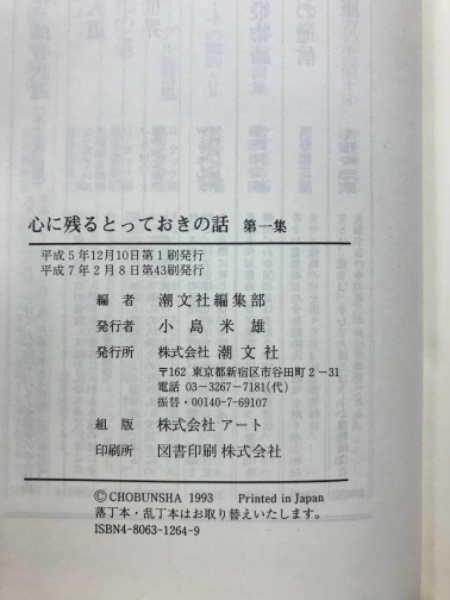 心に残るとっておきの話 第一集
平成5年12月10日第1刷発行
平成7年2月8日第43刷発行
編者 潮文社編集部
発行者 小島米雄
発行所 株式会社 潮文社
〒162 東京都新宿区市谷田町2-31
電話 03-3267-7181(代)
振替・00140-7-69107
組版 株式会社 アート
印刷所 図書印刷 株式会社
©CHOBUNSHA 1993 Printed in Japan
落丁本・乱丁本はお取り替えいたします。
ISBN4-8063-1264-9